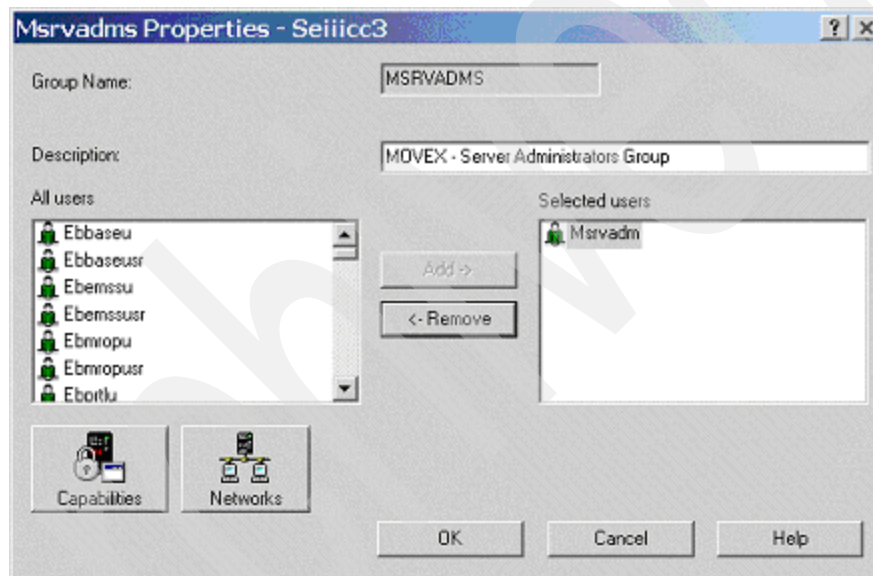 Msrvadms Properties - Seiiicc3
Group Name:
MSRVADMS
Description:
MOVEX - Server Administrators Group
All users
Selected users
Ebbaseu
Ebbaseusr
Ebemssu
Ebemssusr
Ebmropu
Ebmropusr
Ebortlu
Add ->
<- Remove
Msrvadm
Capabilities
Networks
OK
Cancel
Help